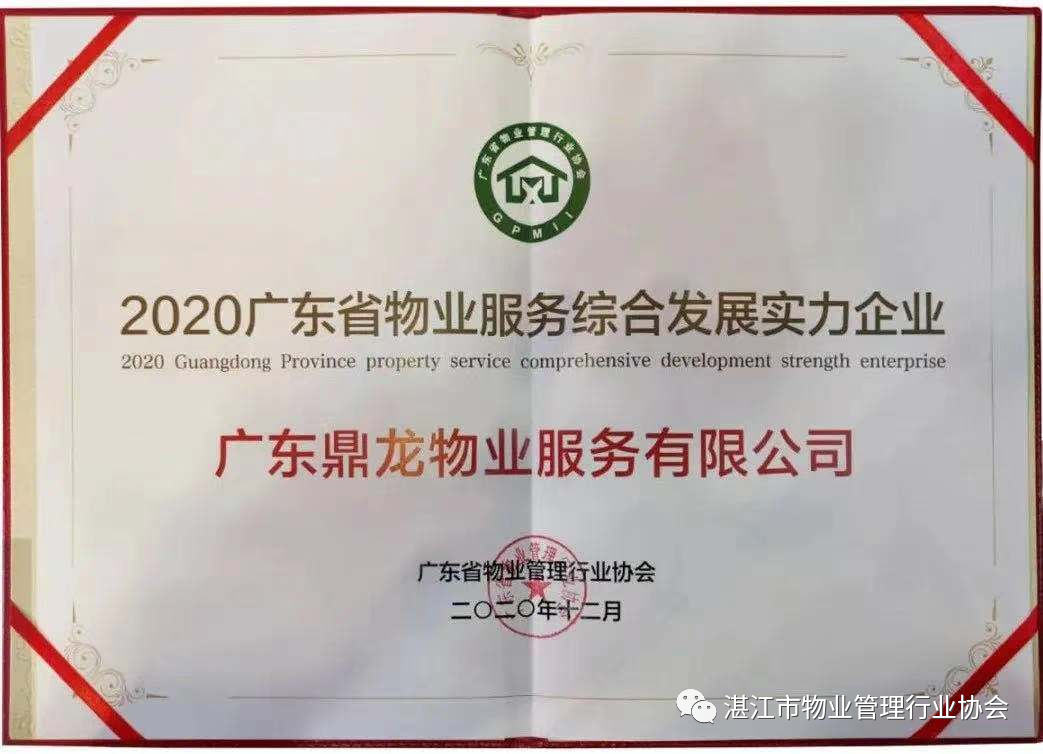 广东省物业管理行业协会
GPMII
2020广东省物业服务综合发展实力企业
2020 Guangdong Province property service comprehensive development strength enterprise
广东鼎龙物业服务有限公司
广东省物业管理行业协会
二〇二〇年十二月
湛江市物业管理行业协会